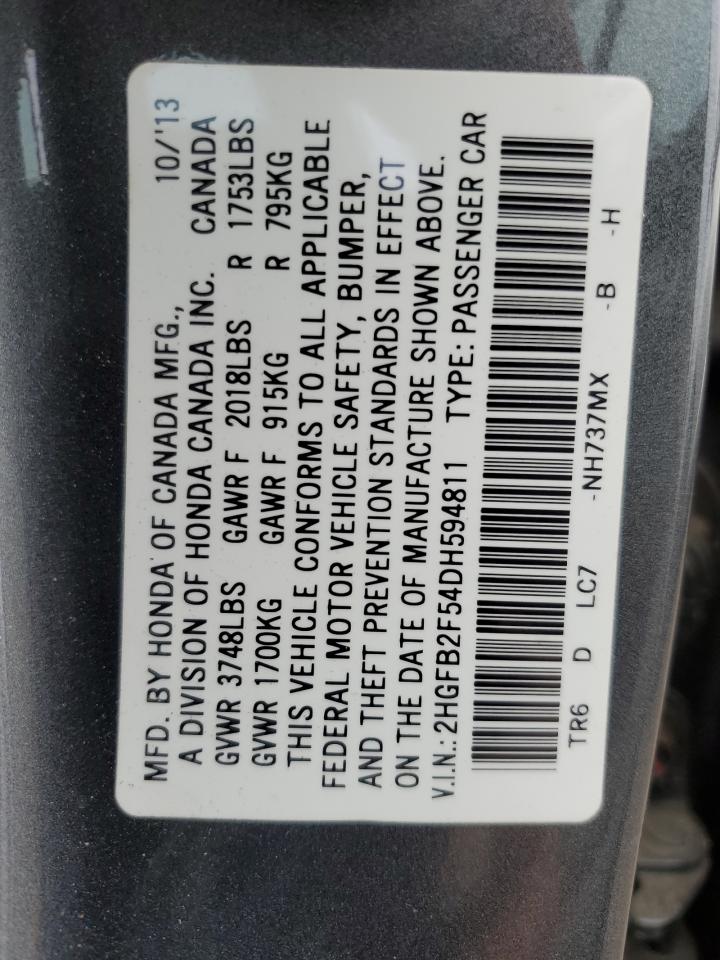 MFD. BY HONDA OF CANADA MFG., 10/'13
A DIVISION OF HONDA CANADA INC. CANADA
GVWR 3748LBS GAWR F 2018LBS R 1753LBS
GVWR 1700KG GAWR F 915KG R 795KG
THIS VEHICLE CONFORMS TO ALL APPLICABLE
FEDERAL MOTOR VEHICLE SAFETY, BUMPER,
AND THEFT PREVENTION STANDARDS IN EFFECT
ON THE DATE OF MANUFACTURE SHOWN ABOVE.
V.I.N.: 2HGFB2F54DH594811 TYPE: PASSENGER CAR
TR6 D LC7 -NH737MX -B -H